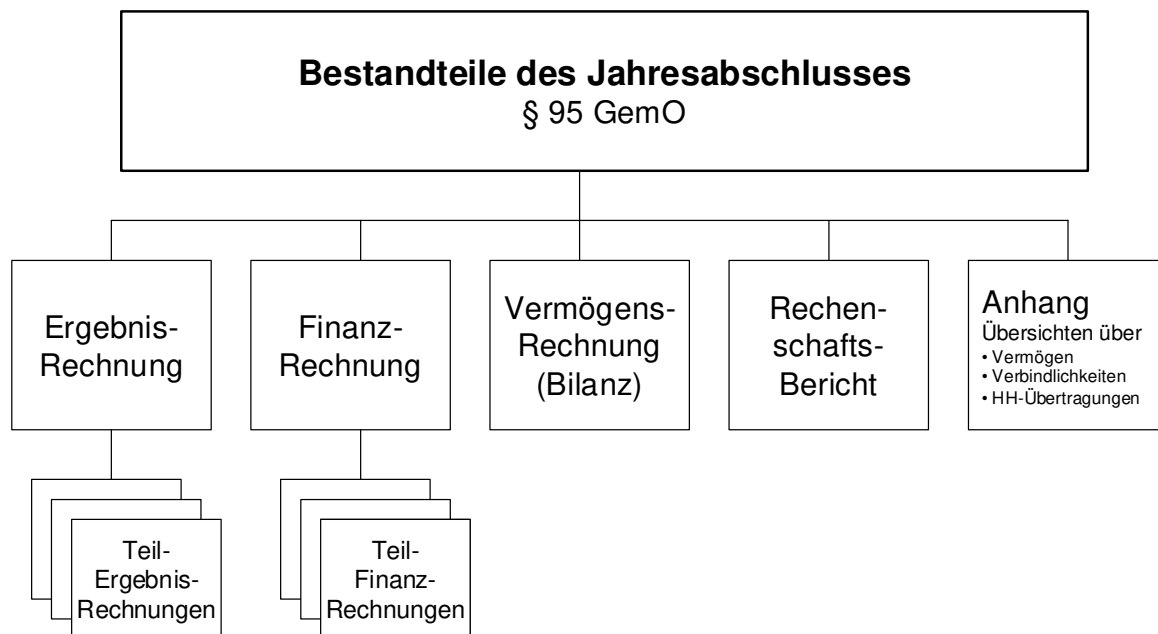 Bestandteile des Jahresabschlusses
§ 95 GemO
Ergebnis-
Rechnung
Finanz-
Rechnung
Vermögens-
Rechnung
(Bilanz)
Rechen-
schafts-
Bericht
Anhang
Übersichten über
• Vermögen
• Verbindlichkeiten
• HH-Übertragungen
Teil-
Ergebnis-
Rechnungen
Teil-
Finanz-
Rechnungen